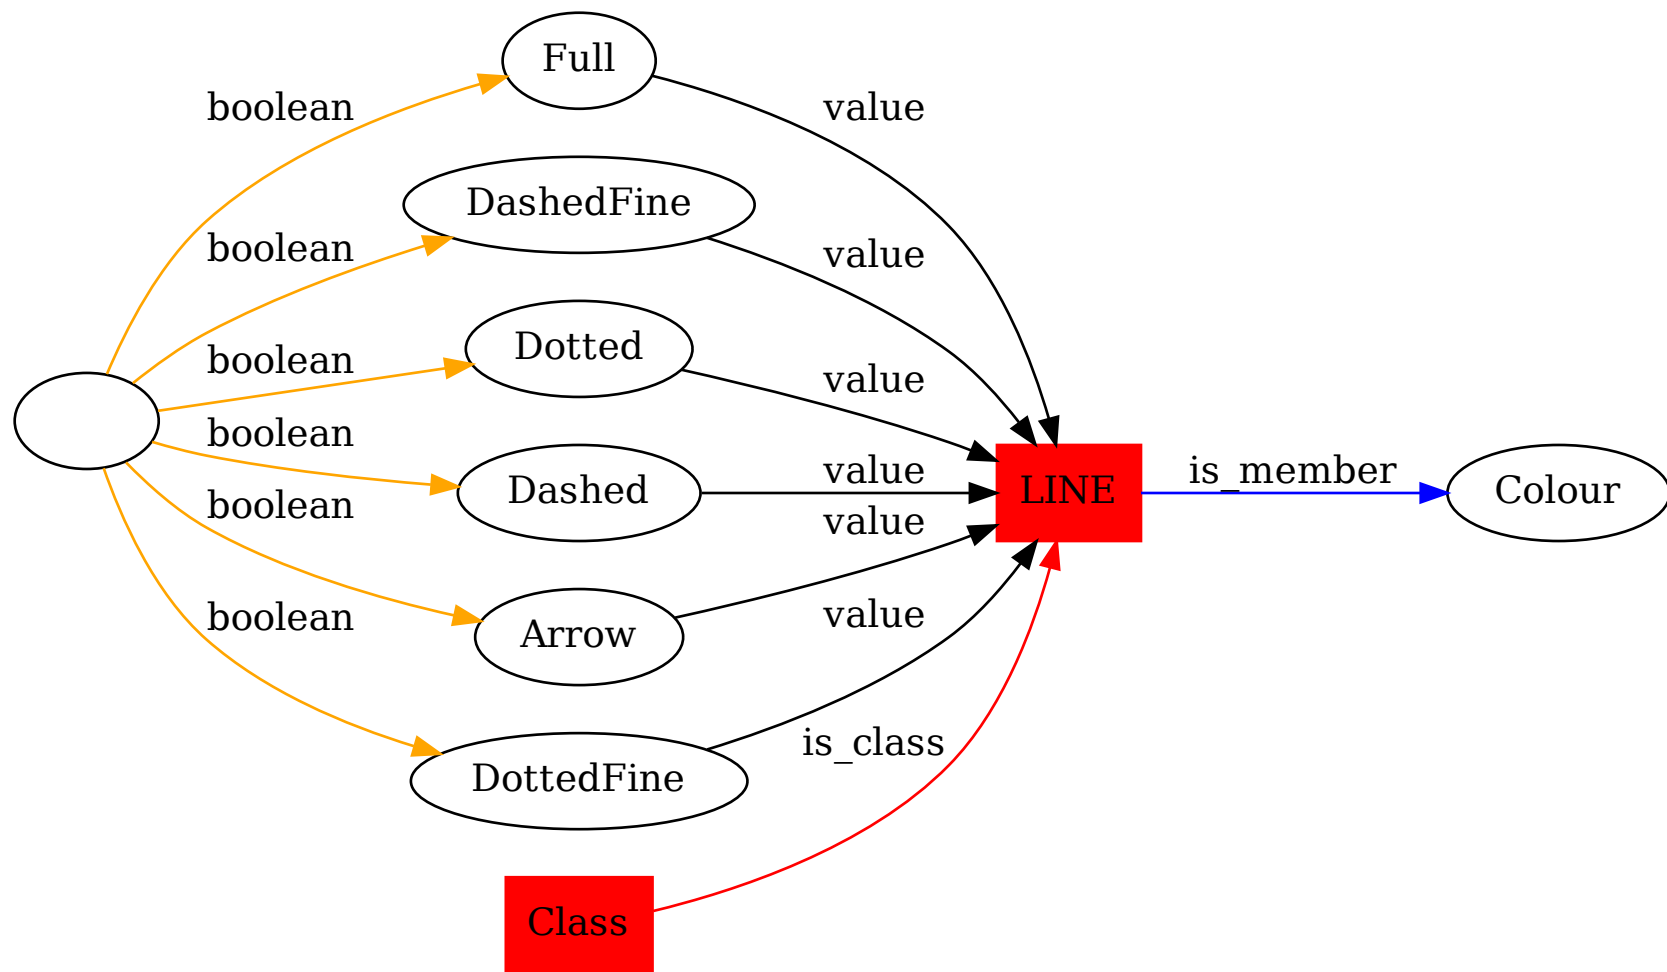 Full
boolean
value
DashedFine
boolean
value
Dotted
boolean
value
boolean
Dashed
value
LINE
is_member
Colour
boolean
value
Arrow
boolean
value
is_class
DottedFine
Class